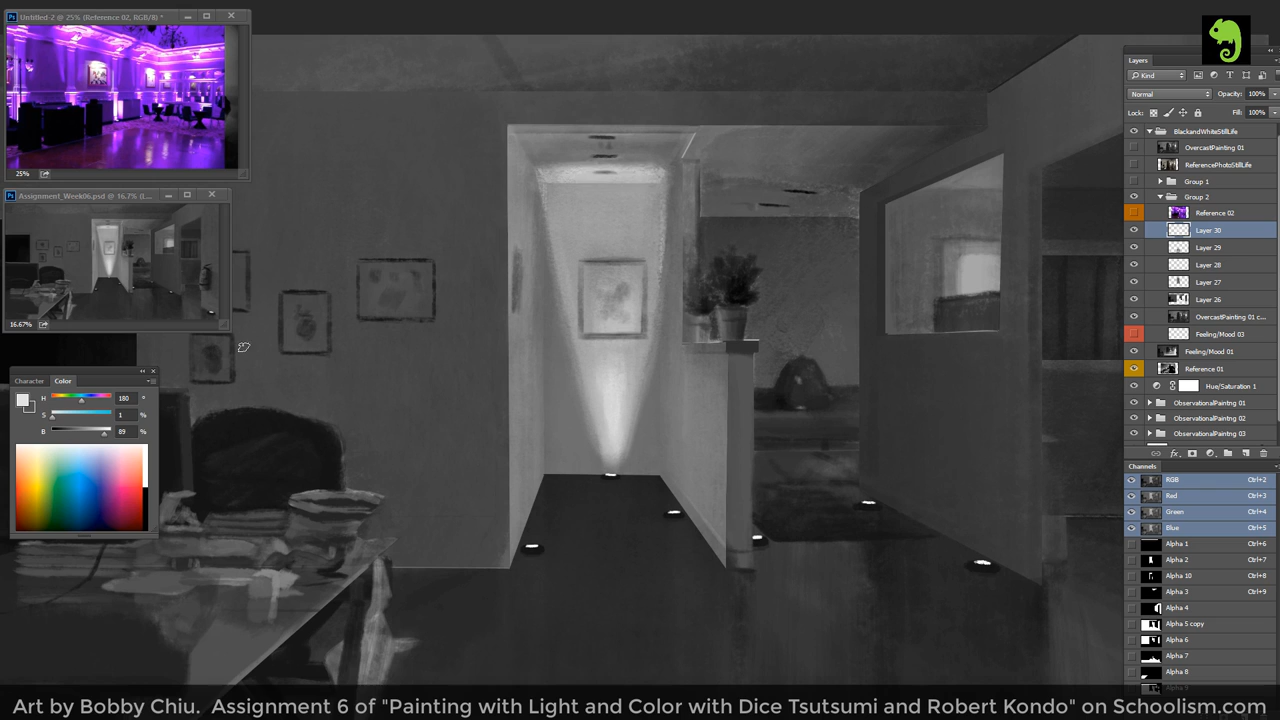 Untitled-2 @ 25% (Reference 02, RGB/8) *
25%
Assignment_Week06.psd @ 16.7% (L...
16.67%
Character
Color
H 180 °
S 1 %
B 89 %
Layers
Kind
Normal
Opacity: 100%
Lock:
Fill: 100%
BlackandWhiteStillLife
OvercastPainting 01
ReferencePhotoStillLife
Group 1
Group 2
Reference 02
Layer 30
Layer 29
Layer 28
Layer 27
Layer 26
OvercastPainting 01 c...
Feeling/Mood 03
Feeling/Mood 01
Reference 01
Hue/Saturation 1
ObservationalPaintng 01
ObservationalPaintng 02
ObservationalPaintng 03
fx
Channels
RGB Ctrl+2
Red Ctrl+3
Green Ctrl+4
Blue Ctrl+5
Alpha 1 Ctrl+6
Alpha 2 Ctrl+7
Alpha 10 Ctrl+8
Alpha 3 Ctrl+9
Alpha 4
Alpha 5 copy
Alpha 6
Alpha 7
Alpha 8
Alpha 9
Art by Bobby Chiu. Assignment 6 of "Painting with Light and Color with Dice Tsutsumi and Robert Kondo" on Schoolism.com